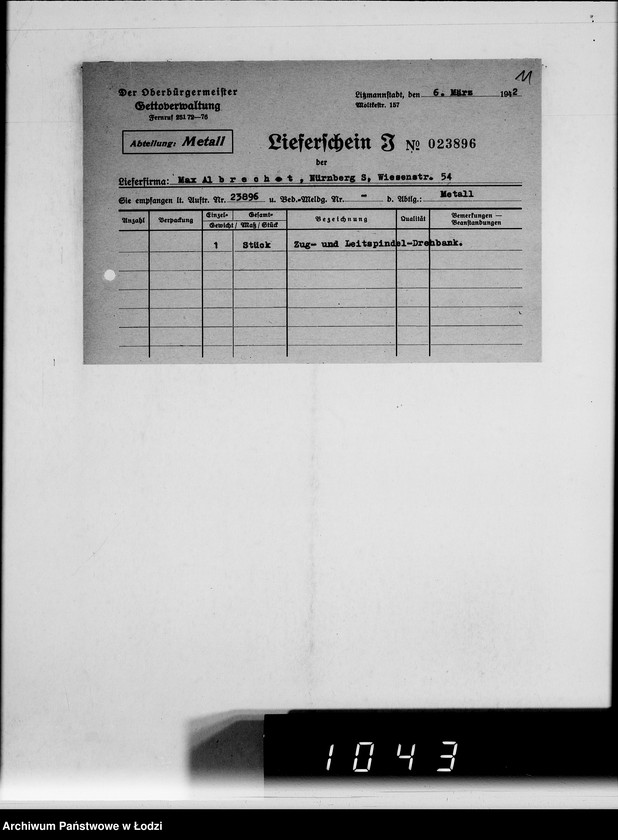 11
Der Oberbürgermeister
Gettoverwaltung
Fernruf 251 72—76
Litzmannstadt, den 6. März 1942
Moltkestr. 157
Abteilung: Metall
Lieferschein J № 023896
der
Lieferfirma: Max Albrecht, Nürnberg S, Wiesenstr. 54
Sie empfangen lt. Auftr. Nr. 23896 u. Bed.-Meldg. Nr. — d. Abtlg.: Metall
Anzahl Verpackung Einzel- Gesamt- Bezeichnung Qualität Bemerkungen —
Gewicht / Maß / Stück Beanstandungen
1 Stück Zug- und Leitspindel-Drehbank.
1043
Archiwum Państwowe w Łodzi